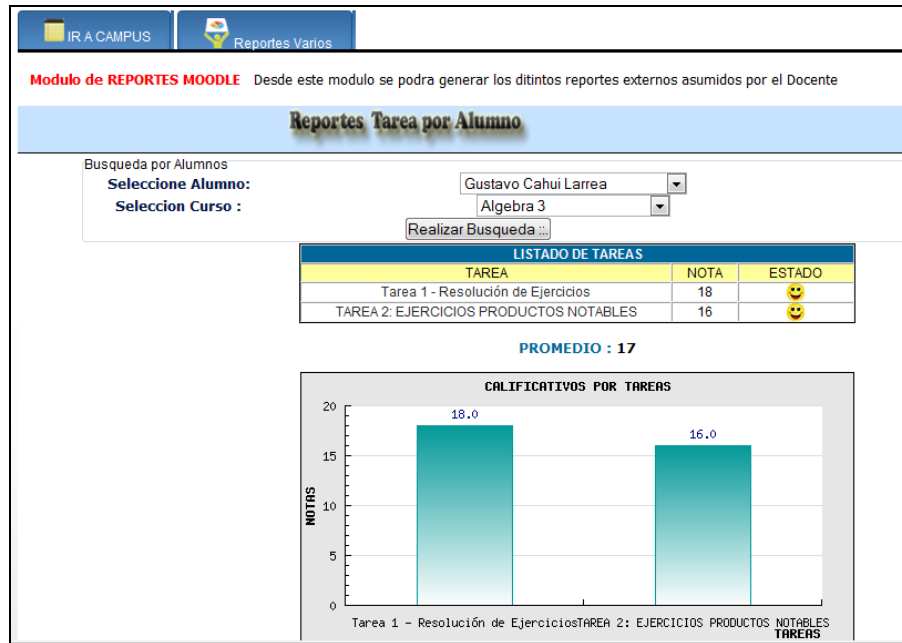 IR A CAMPUS
Reportes Varios
Modulo de REPORTES MOODLE Desde este modulo se podra generar los ditintos reportes externos asumidos por el Docente
Reportes Tarea por Alumno
Busqueda por Alumnos
Seleccione Alumno: Gustavo Cahui Larrea
Seleccion Curso : Algebra 3
Realizar Busqueda ::.
LISTADO DE TAREAS
TAREA NOTA ESTADO
Tarea 1 - Resolución de Ejercicios 18
TAREA 2: EJERCICIOS PRODUCTOS NOTABLES 16
PROMEDIO : 17
CALIFICATIVOS POR TAREAS
20
18.0
16.0
15
NOTAS
10
5
0
Tarea 1 - Resolución de Ejercicios TAREA 2: EJERCICIOS PRODUCTOS NOTABLES
TAREAS